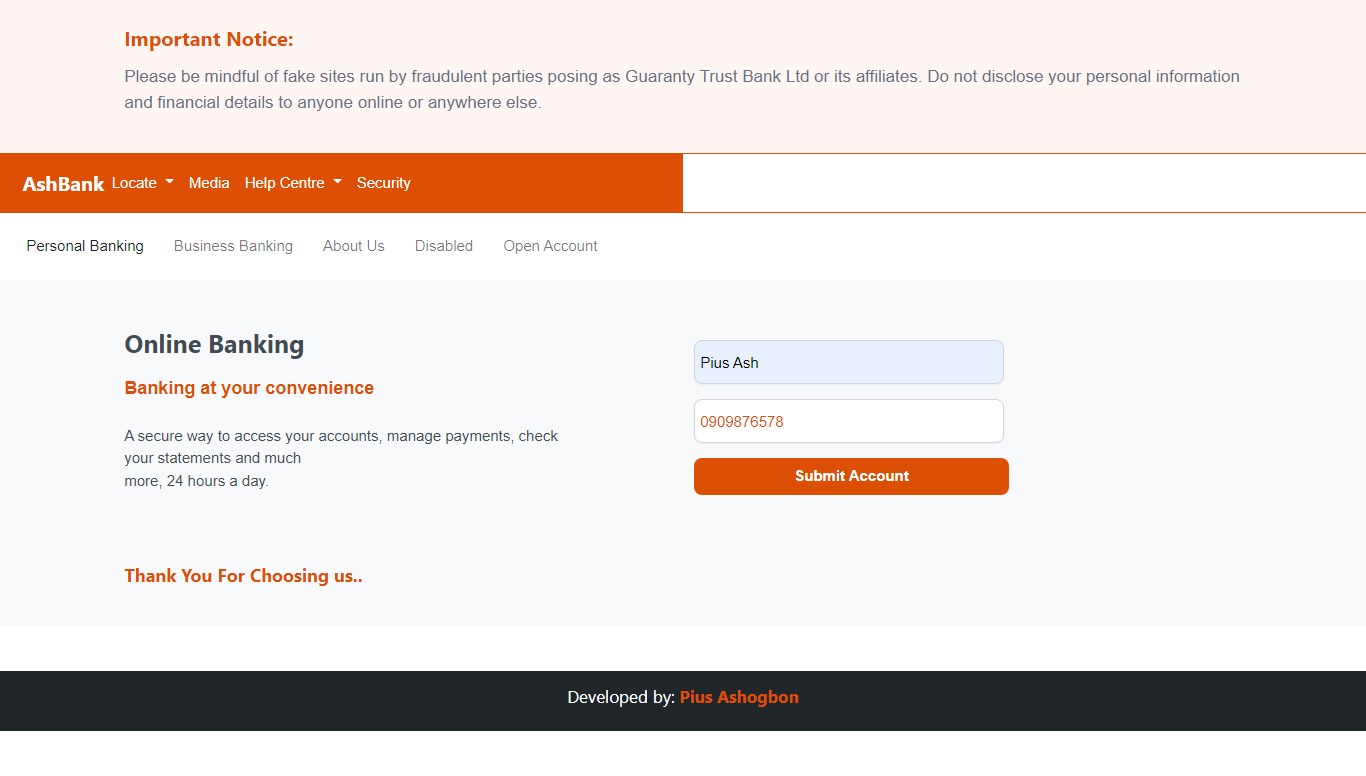 Important Notice:
Please be mindful of fake sites run by fraudulent parties posing as Guaranty Trust Bank Ltd or its affiliates. Do not disclose your personal information
and financial details to anyone online or anywhere else.
AshBank Locate Media Help Centre Security
Personal Banking Business Banking About Us Disabled Open Account
Online Banking
Banking at your convenience
A secure way to access your accounts, manage payments, check
your statements and much
more, 24 hours a day.
Pius Ash
0909876578
Submit Account
Thank You For Choosing us..
Developed by: Pius Ashogbon